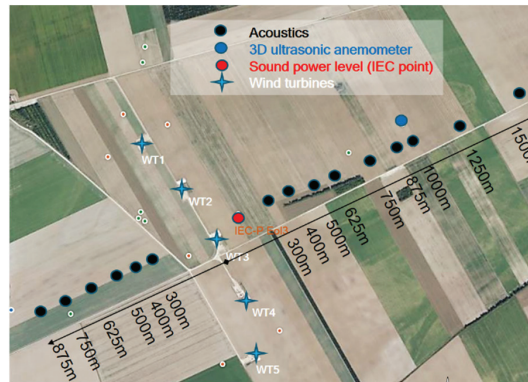 Acoustics
3D ultrasonic anemometer
Sound power level (IEC point)
Wind turbines
WT1
WT2
WT3
WT4
WT5
300m
400m
500m
625m
750m
875m
1000m
1250m
1500m
300m
400m
500m
625m
750m
875m